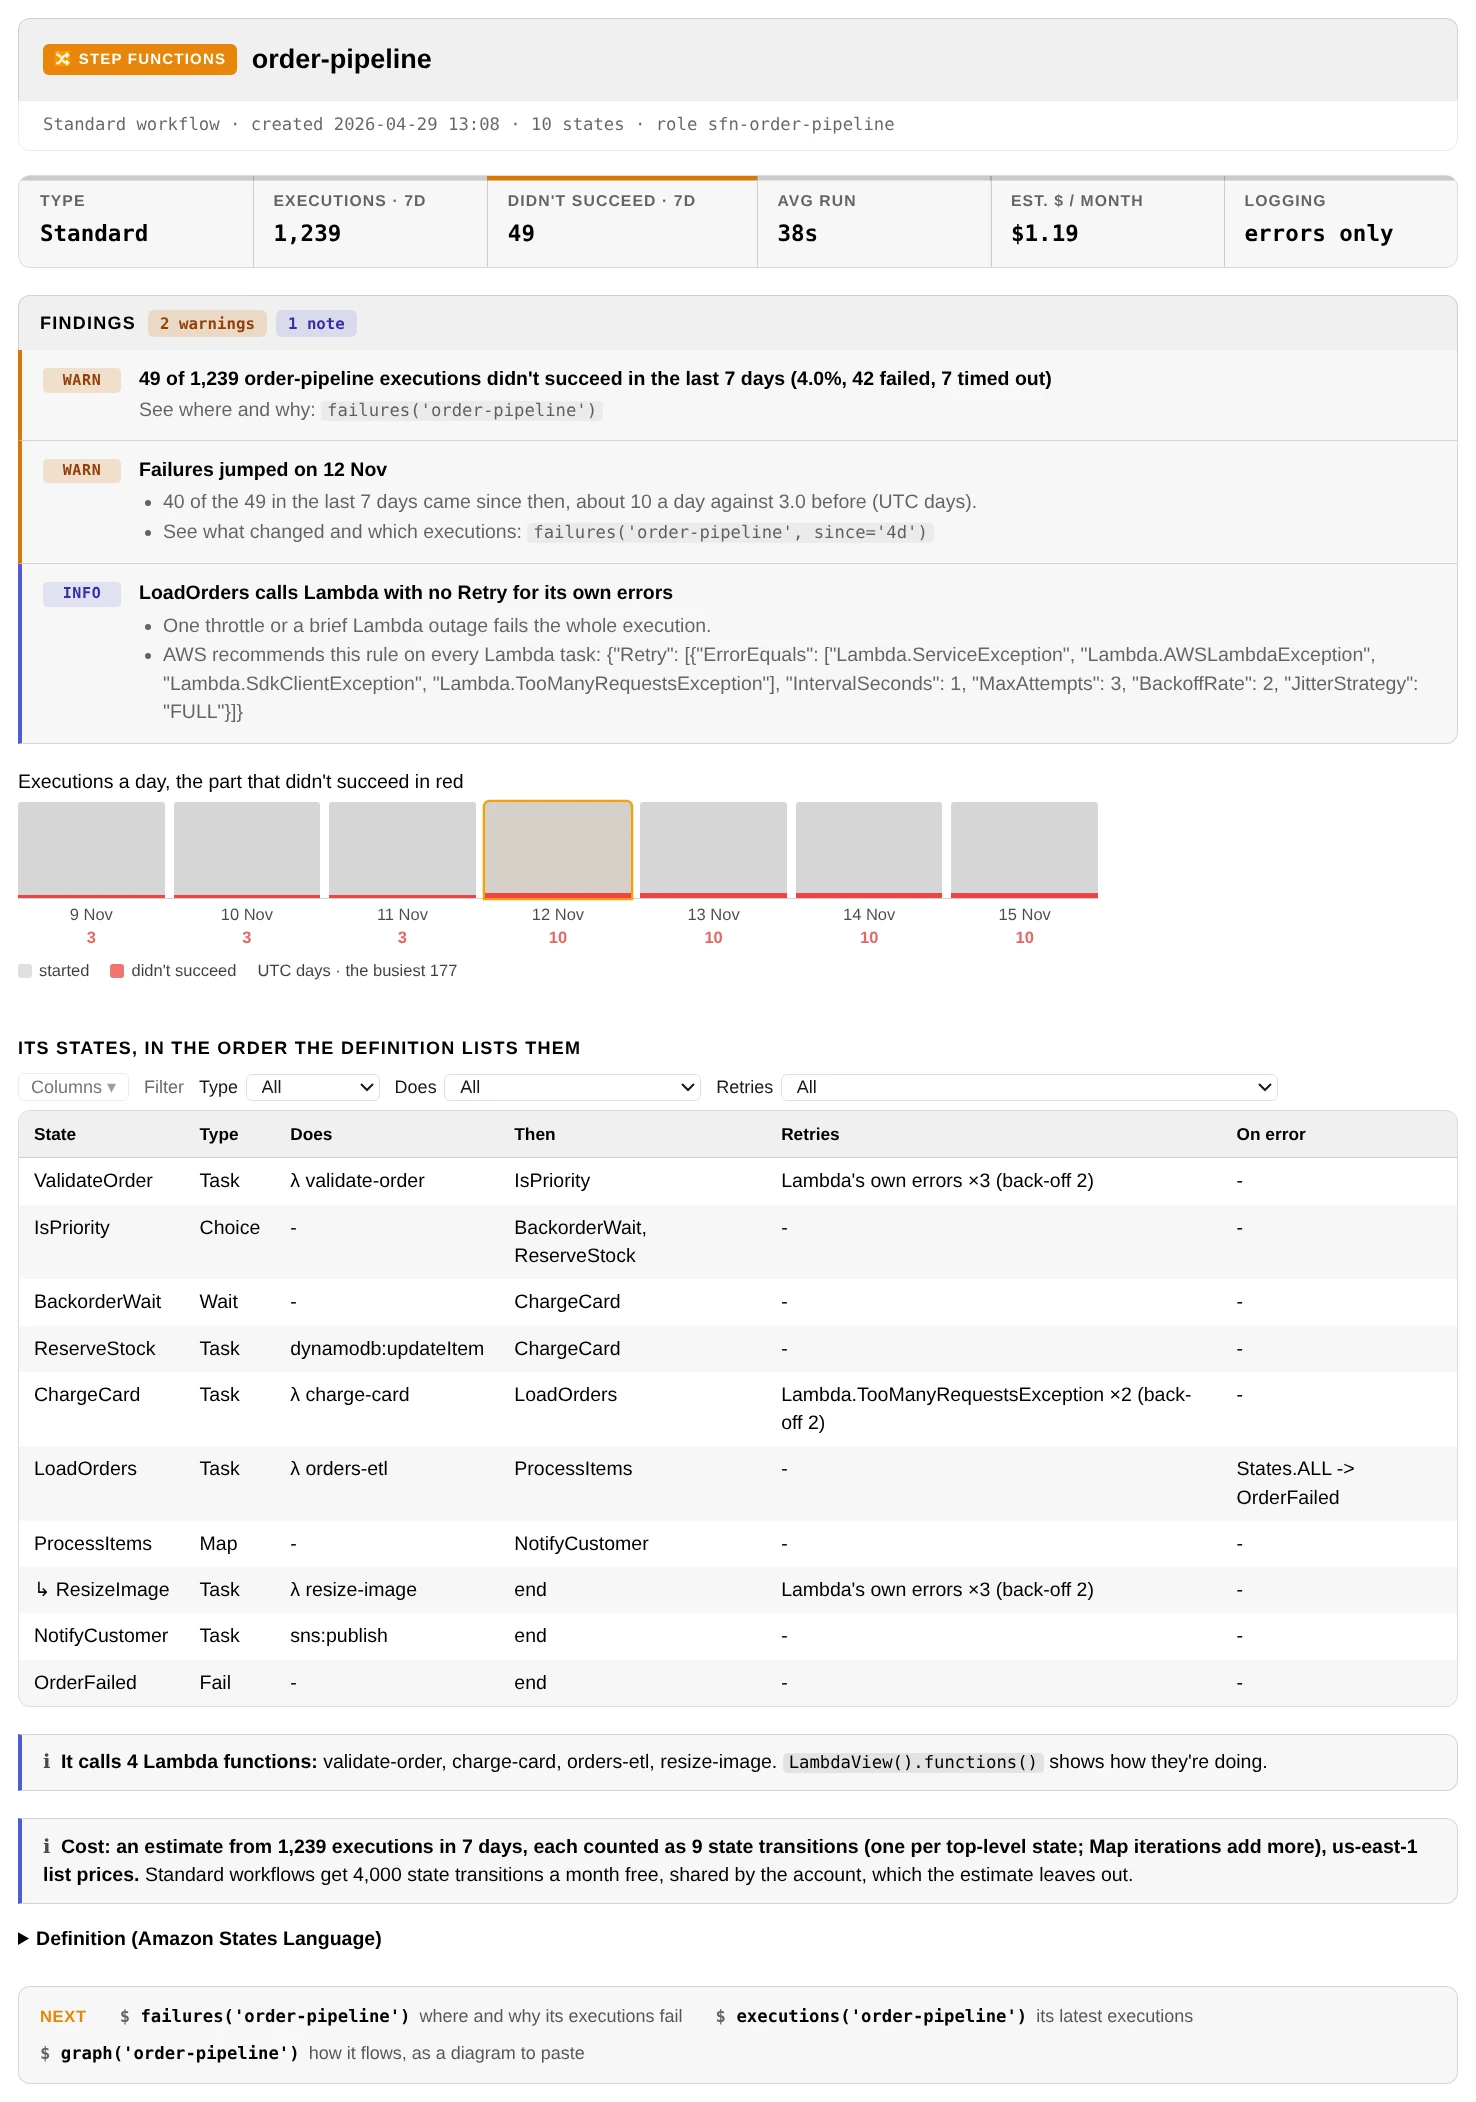 🔀 STEP FUNCTIONS order-pipeline
Standard workflow · created 2026-04-29 13:08 · 10 states · role sfn-order-pipeline
TYPE
Standard
EXECUTIONS · 7D
1,239
DIDN'T SUCCEED · 7D
49
AVG RUN
38s
EST. $ / MONTH
$1.19
LOGGING
errors only
FINDINGS 2 warnings 1 note
WARN 49 of 1,239 order-pipeline executions didn't succeed in the last 7 days (4.0%, 42 failed, 7 timed out)
See where and why: failures('order-pipeline')
WARN Failures jumped on 12 Nov
• 40 of the 49 in the last 7 days came since then, about 10 a day against 3.0 before (UTC days).
• See what changed and which executions: failures('order-pipeline', since='4d')
INFO LoadOrders calls Lambda with no Retry for its own errors
• One throttle or a brief Lambda outage fails the whole execution.
• AWS recommends this rule on every Lambda task: {"Retry": [{"ErrorEquals": ["Lambda.ServiceException", "Lambda.AWSLambdaException",
"Lambda.SdkClientException", "Lambda.TooManyRequestsException"], "IntervalSeconds": 1, "MaxAttempts": 3, "BackoffRate": 2, "JitterStrategy":
"FULL"}]}
Executions a day, the part that didn't succeed in red
9 Nov 10 Nov 11 Nov 12 Nov 13 Nov 14 Nov 15 Nov
3 3 3 10 10 10 10
started didn't succeed UTC days · the busiest 177
ITS STATES, IN THE ORDER THE DEFINITION LISTS THEM
Columns ▾ Filter Type All Does All Retries All
State Type Does Then Retries On error
ValidateOrder Task λ validate-order IsPriority Lambda's own errors ×3 (back-off 2) -
IsPriority Choice - BackorderWait, - -
ReserveStock
BackorderWait Wait - ChargeCard - -
ReserveStock Task dynamodb:updateItem ChargeCard - -
ChargeCard Task λ charge-card LoadOrders Lambda.TooManyRequestsException ×2 (back- -
off 2)
LoadOrders Task λ orders-etl ProcessItems - States.ALL ->
OrderFailed
ProcessItems Map - NotifyCustomer - -
↳ ResizeImage Task λ resize-image end Lambda's own errors ×3 (back-off 2) -
NotifyCustomer Task sns:publish end - -
OrderFailed Fail - end - -
ℹ It calls 4 Lambda functions: validate-order, charge-card, orders-etl, resize-image. LambdaView().functions() shows how they're doing.
ℹ Cost: an estimate from 1,239 executions in 7 days, each counted as 9 state transitions (one per top-level state; Map iterations add more), us-east-1
list prices. Standard workflows get 4,000 state transitions a month free, shared by the account, which the estimate leaves out.
▶ Definition (Amazon States Language)
NEXT $ failures('order-pipeline') where and why its executions fail $ executions('order-pipeline') its latest executions
$ graph('order-pipeline') how it flows, as a diagram to paste